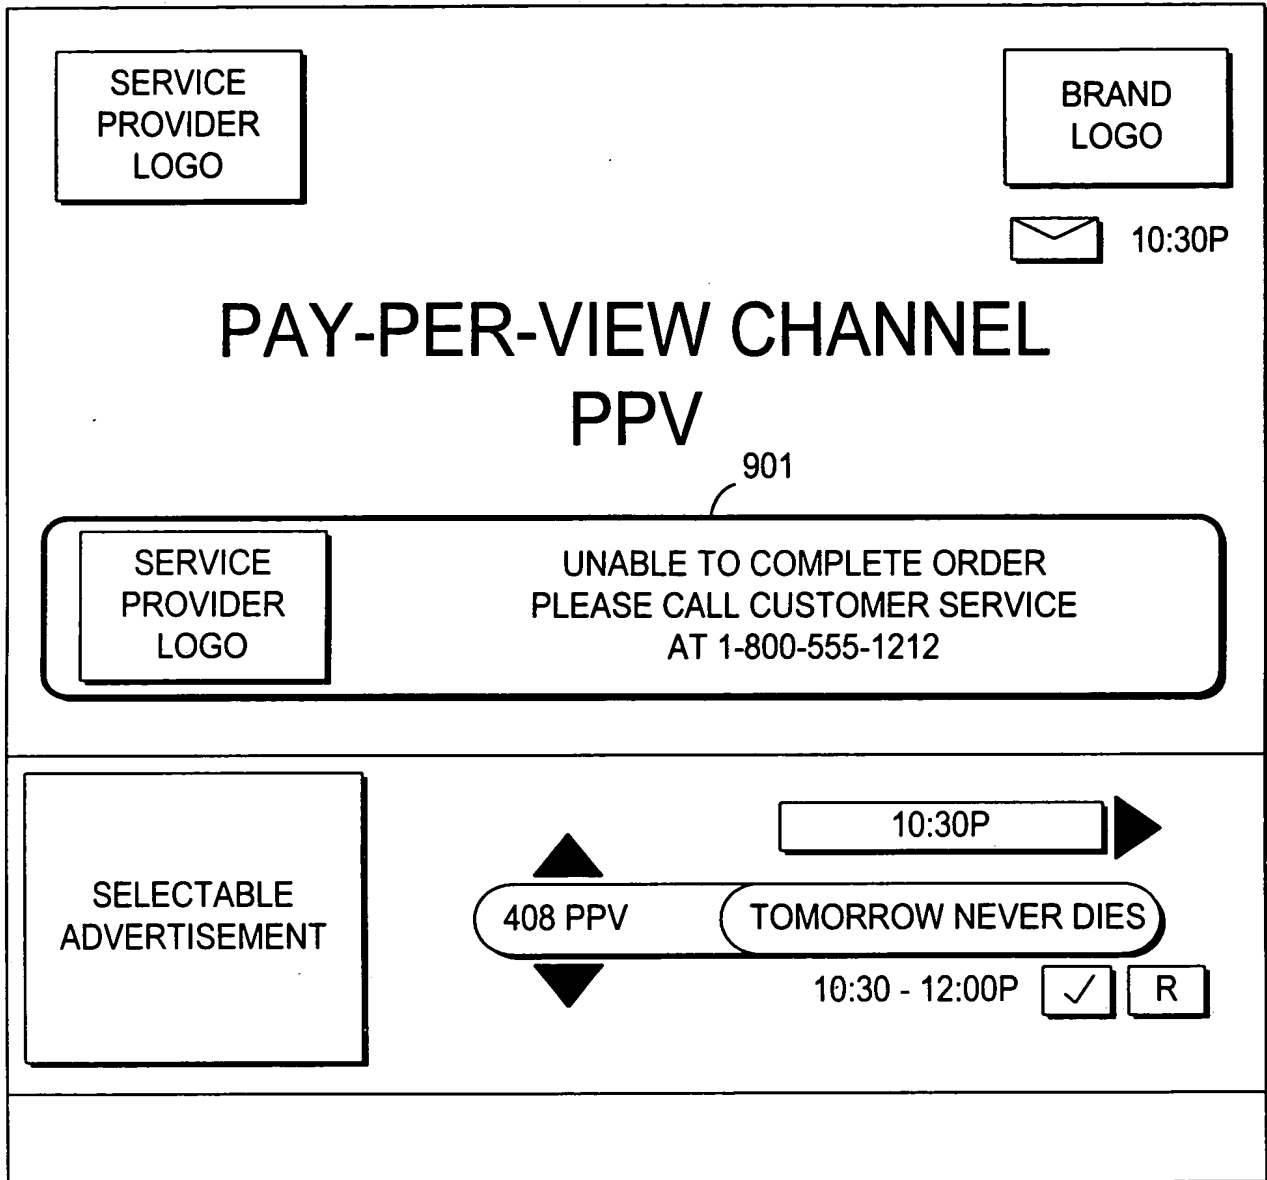 SERVICE
PROVIDER
LOGO
BRAND
LOGO
10:30P
PAY-PER-VIEW CHANNEL
PPV
901
SERVICE
PROVIDER
LOGO
UNABLE TO COMPLETE ORDER
PLEASE CALL CUSTOMER SERVICE
AT 1-800-555-1212
SELECTABLE
ADVERTISEMENT
10:30P
408 PPV
TOMORROW NEVER DIES
10:30 - 12:00P
R